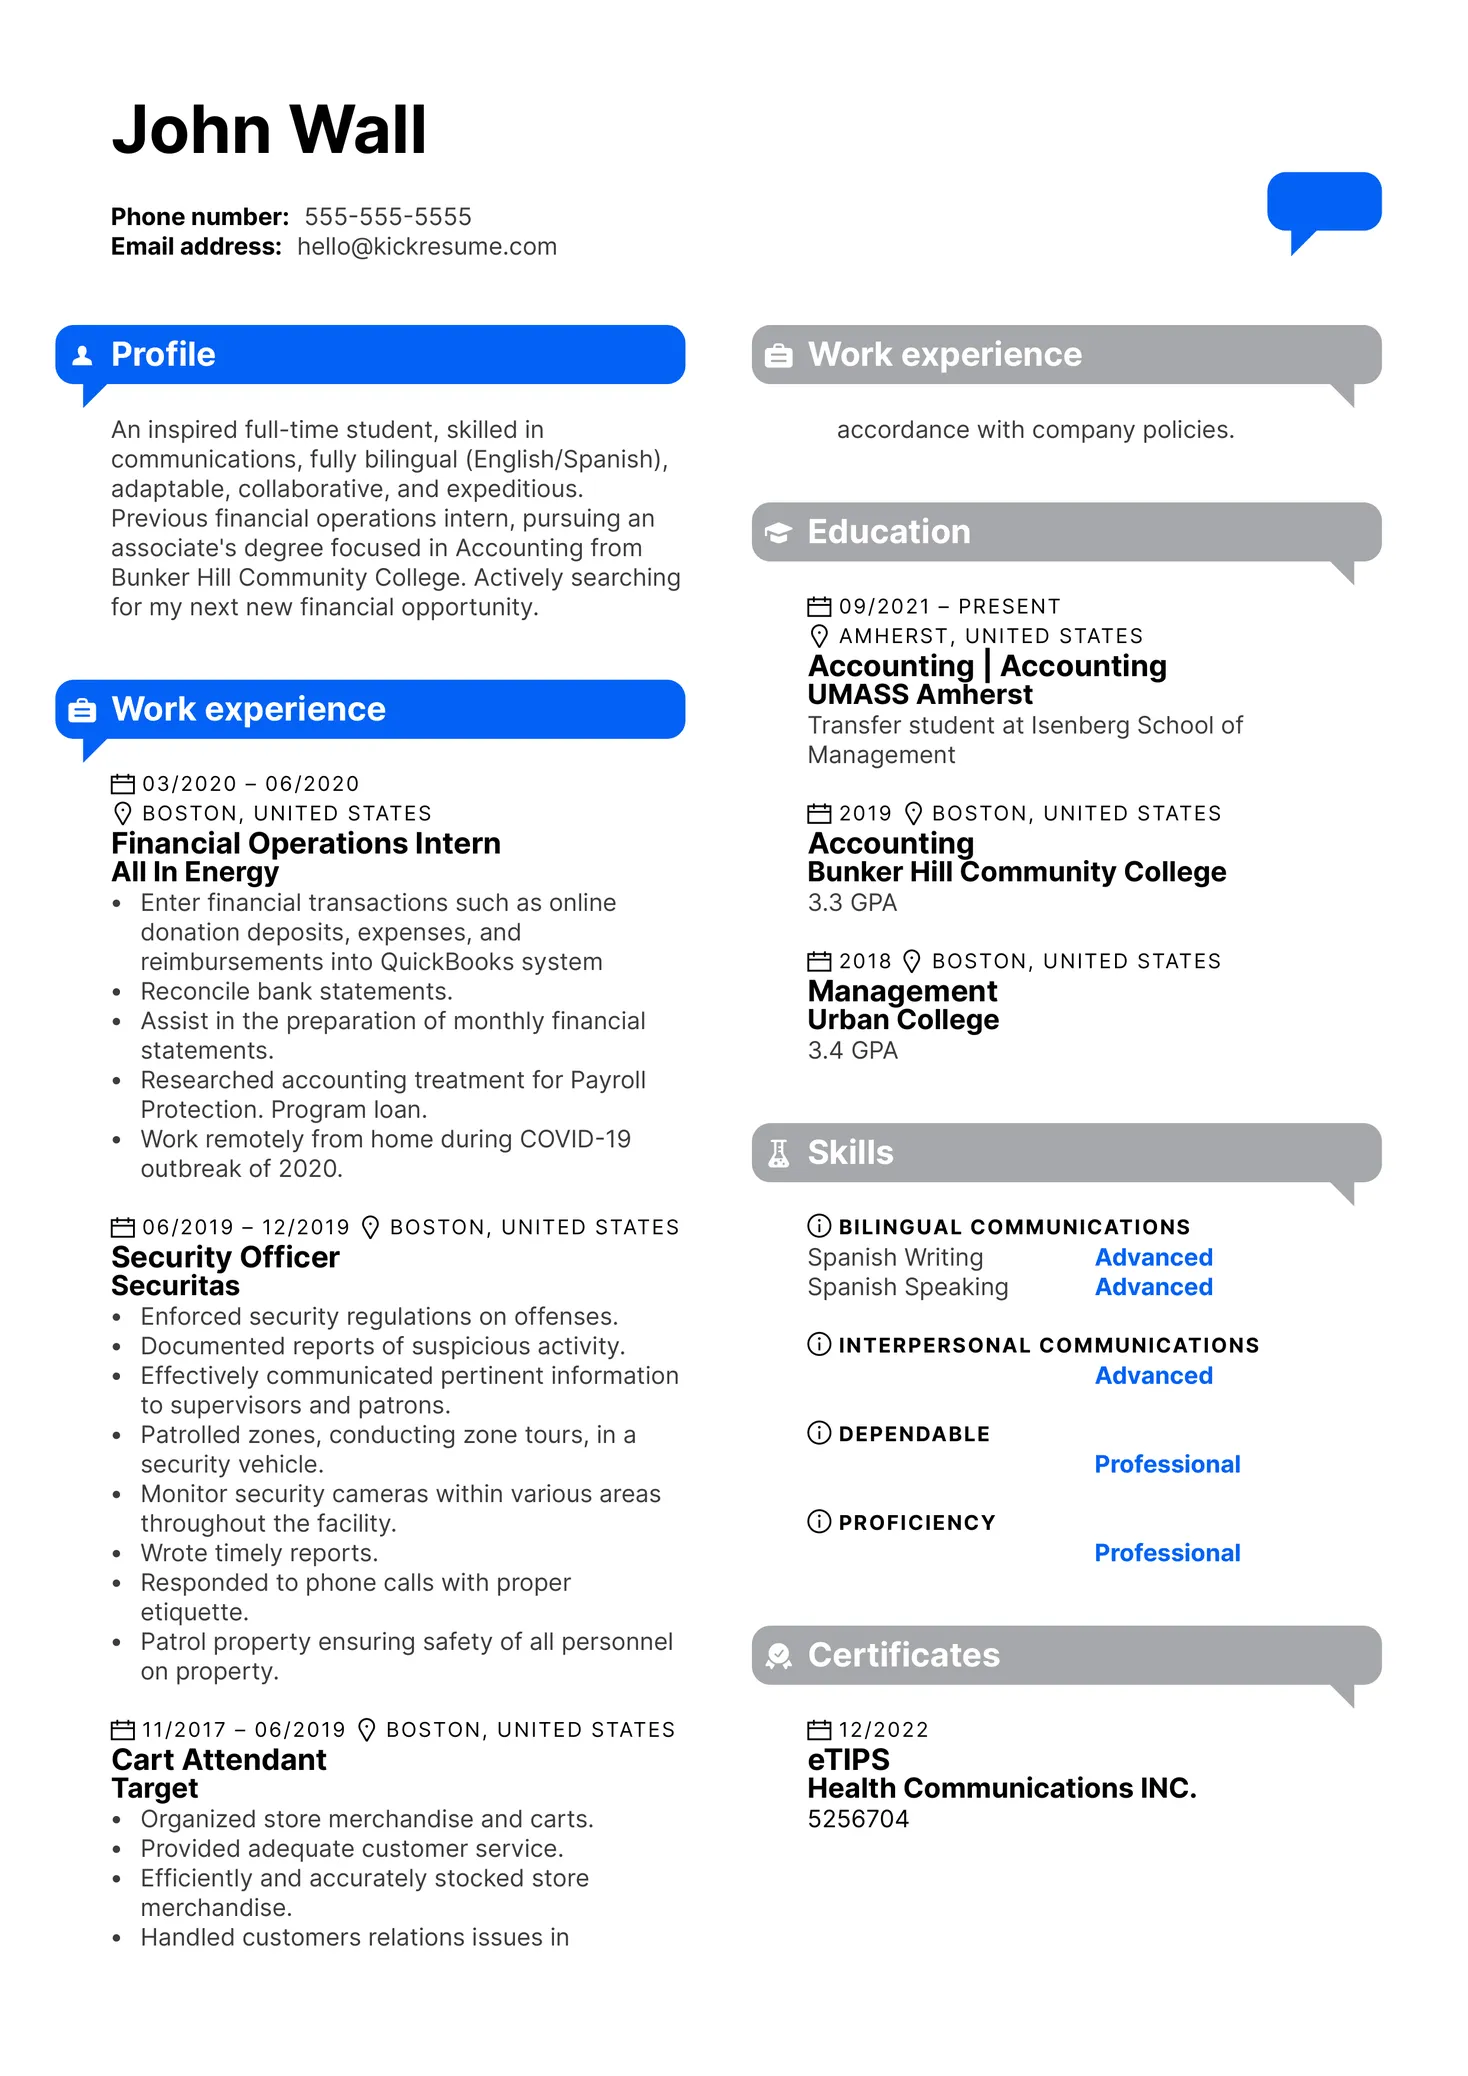 John Wall
Phone number: 555-555-5555
Email address: hello@kickresume.com
Profile
An inspired full-time student, skilled in
communications, fully bilingual (English/Spanish),
adaptable, collaborative, and expeditious.
Previous financial operations intern, pursuing an
associate's degree focused in Accounting from
Bunker Hill Community College. Actively searching
for my next new financial opportunity.
Work experience
03/2020 – 06/2020
BOSTON, UNITED STATES
Financial Operations Intern
All In Energy
• Enter financial transactions such as online
donation deposits, expenses, and
reimbursements into QuickBooks system
• Reconcile bank statements.
• Assist in the preparation of monthly financial
statements.
• Researched accounting treatment for Payroll
Protection. Program loan.
• Work remotely from home during COVID-19
outbreak of 2020.
06/2019 – 12/2019 BOSTON, UNITED STATES
Security Officer
Securitas
• Enforced security regulations on offenses.
• Documented reports of suspicious activity.
• Effectively communicated pertinent information
to supervisors and patrons.
• Patrolled zones, conducting zone tours, in a
security vehicle.
• Monitor security cameras within various areas
throughout the facility.
• Wrote timely reports.
• Responded to phone calls with proper
etiquette.
• Patrol property ensuring safety of all personnel
on property.
11/2017 – 06/2019 BOSTON, UNITED STATES
Cart Attendant
Target
• Organized store merchandise and carts.
• Provided adequate customer service.
• Efficiently and accurately stocked store
merchandise.
• Handled customers relations issues in
Work experience
accordance with company policies.
Education
09/2021 – PRESENT
AMHERST, UNITED STATES
Accounting | Accounting
UMASS Amherst
Transfer student at Isenberg School of
Management
2019 BOSTON, UNITED STATES
Accounting
Bunker Hill Community College
3.3 GPA
2018 BOSTON, UNITED STATES
Management
Urban College
3.4 GPA
Skills
BILINGUAL COMMUNICATIONS
Spanish Writing Advanced
Spanish Speaking Advanced
INTERPERSONAL COMMUNICATIONS
Advanced
DEPENDABLE
Professional
PROFICIENCY
Professional
Certificates
12/2022
eTIPS
Health Communications INC.
5256704